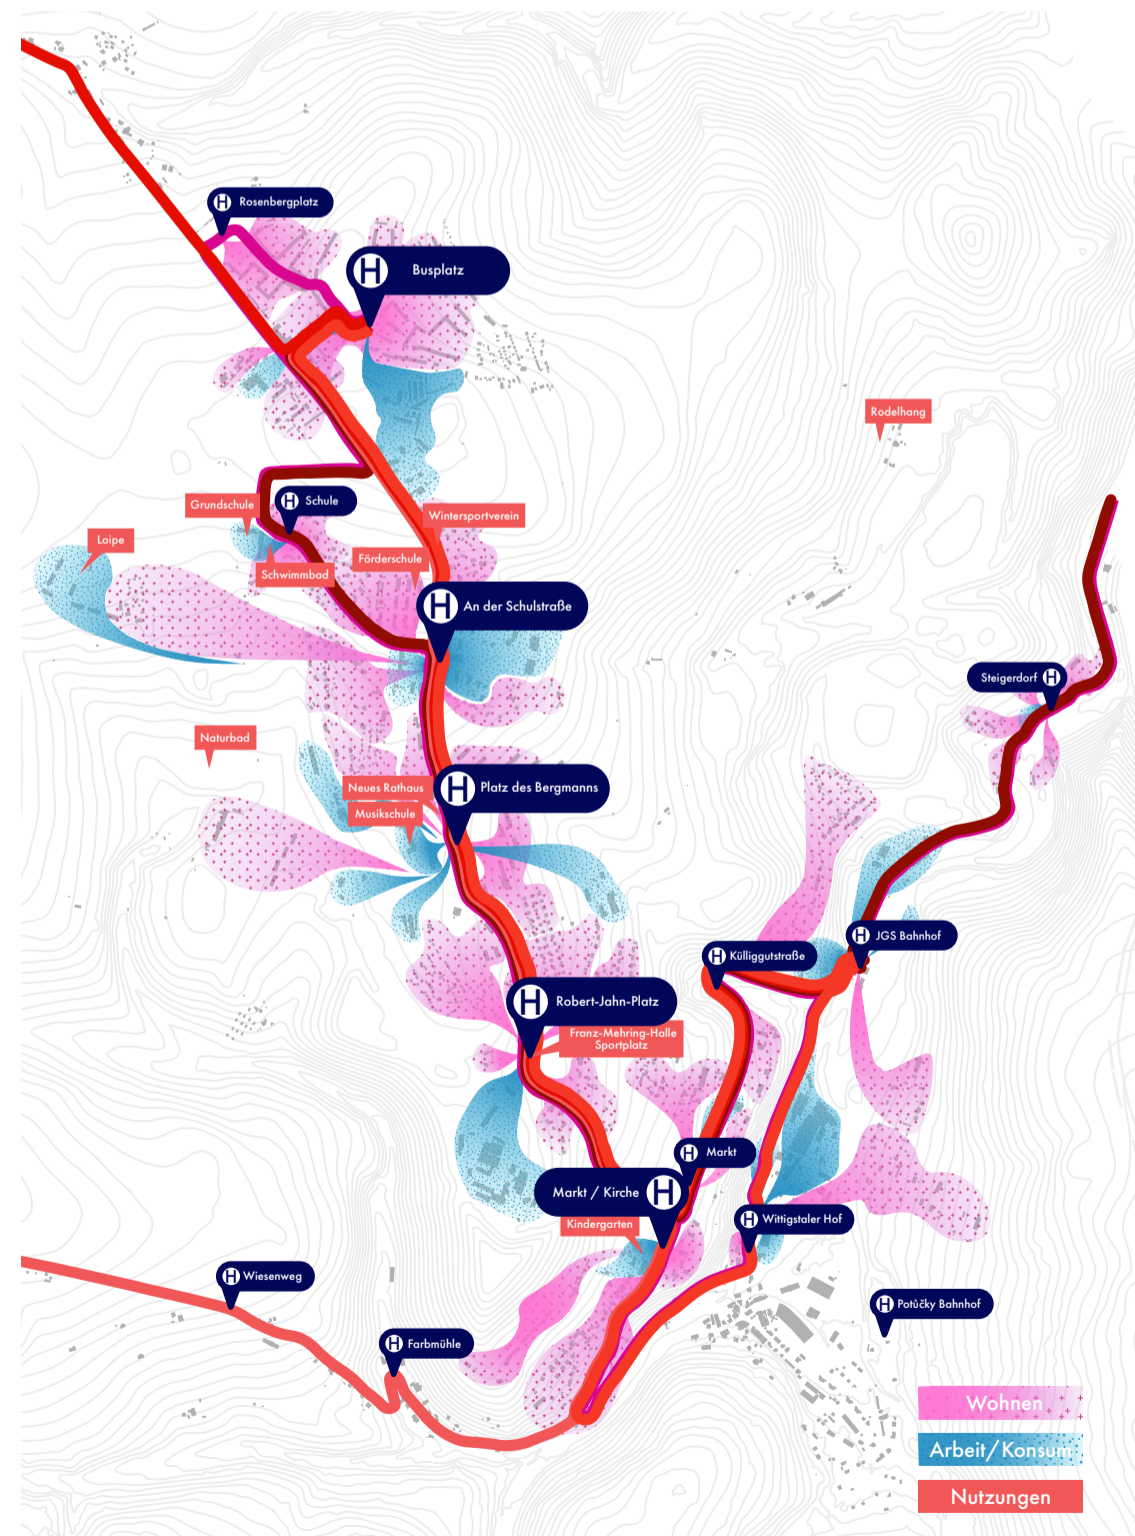 H Rosenbergplatz
H Busplatz
Rodelhang
Grundschule
H Schule
Wintersportverein
Loipe
Förderschule
Schwimmbad
H An der Schulstraße
Steigerdorf H
Naturbad
Neues Rathaus
H Platz des Bergmanns
Musikschule
H JGS Bahnhof
H Külliggutstraße
H Robert-Jahn-Platz
Franz-Mehring-Halle
Sportplatz
H Markt
Markt / Kirche H
Kindergarten
H Wittigstaler Hof
H Wiesenweg
H Potůčky Bahnhof
H Farbmühle
Wohnen
Arbeit/Konsum
Nutzungen